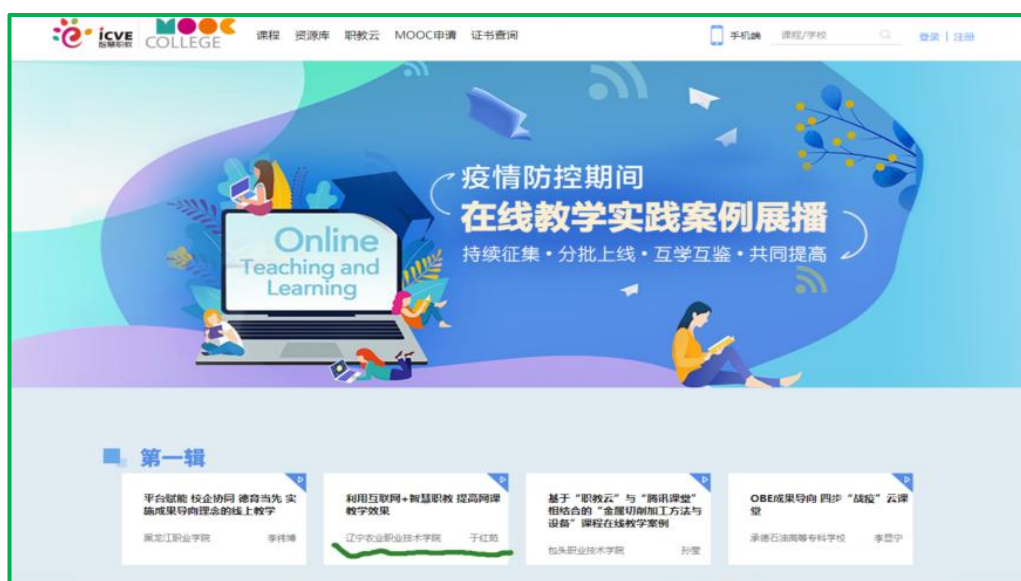 icve
智慧职教
MOOC
COLLEGE
课程 资源库 职教云 MOOC申请 证书查询
手机端 课程/学校 登录 | 注册
疫情防控期间
在线教学实践案例展播
持续征集·分批上线·互学互鉴·共同提高
Online
Teaching and
Learning
第一辑
平台赋能 校企协同 德育当先 实
施成果导向理念的线上教学
黑龙江职业学院 李伟博
利用互联网+智慧职教 提高网课
教学效果
辽宁农业职业技术学院 于红茹
基于“职教云”与“腾讯课堂”
相结合的“金属切削加工方法与
设备”课程在线教学案例
包头职业技术学院 孙莹
OBE成果导向 四步“战疫”云课
堂
承德石油高等专科学校 李昱宁